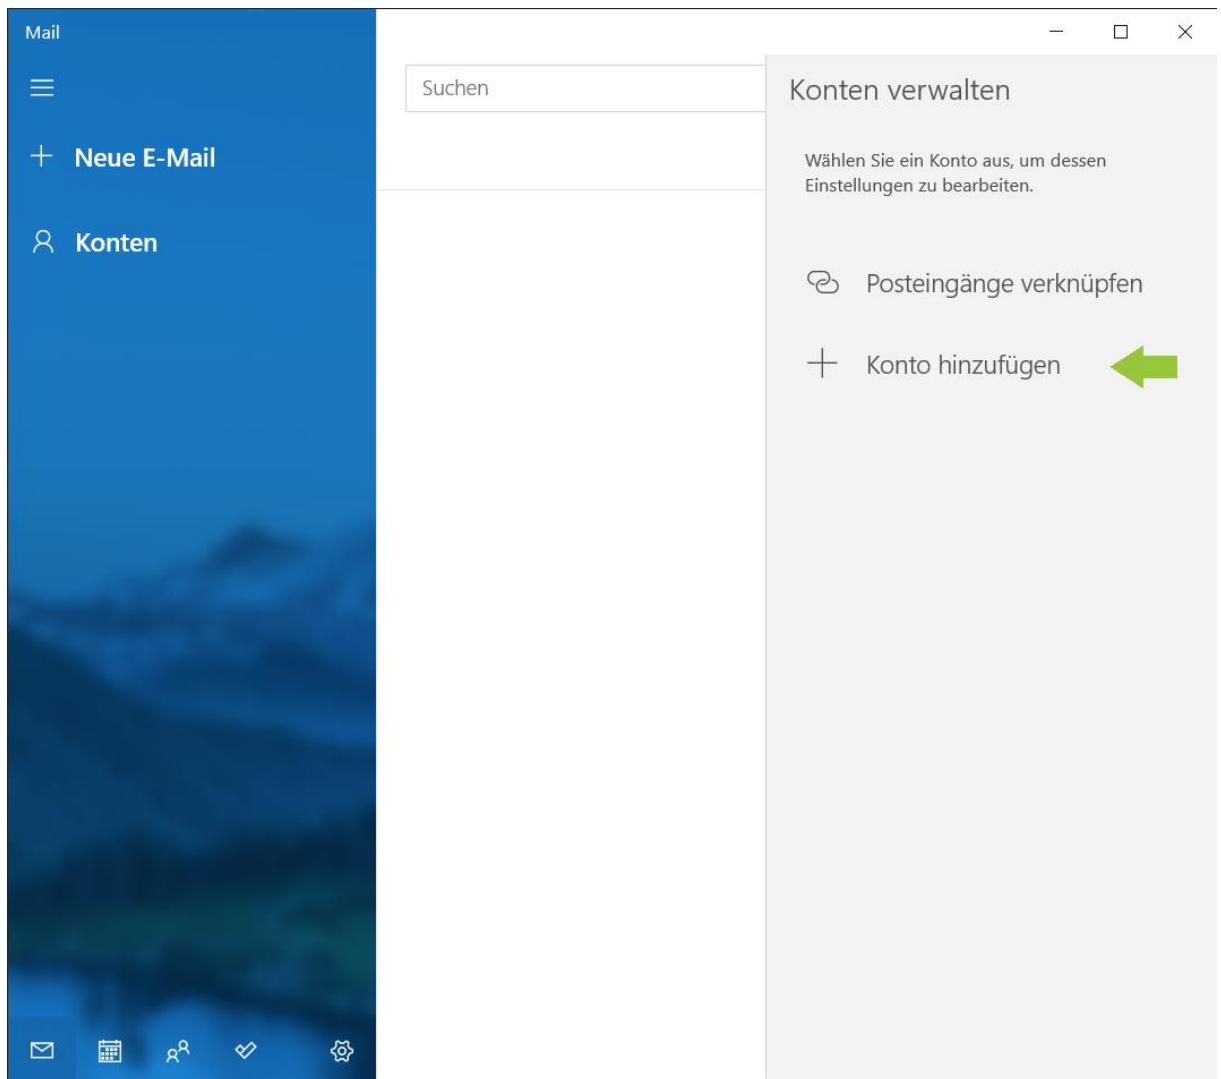 Mail
Neue E-Mail
Konten
Suchen
Konten verwalten
Wählen Sie ein Konto aus, um dessen
Einstellungen zu bearbeiten.
Posteingänge verknüpfen
Konto hinzufügen